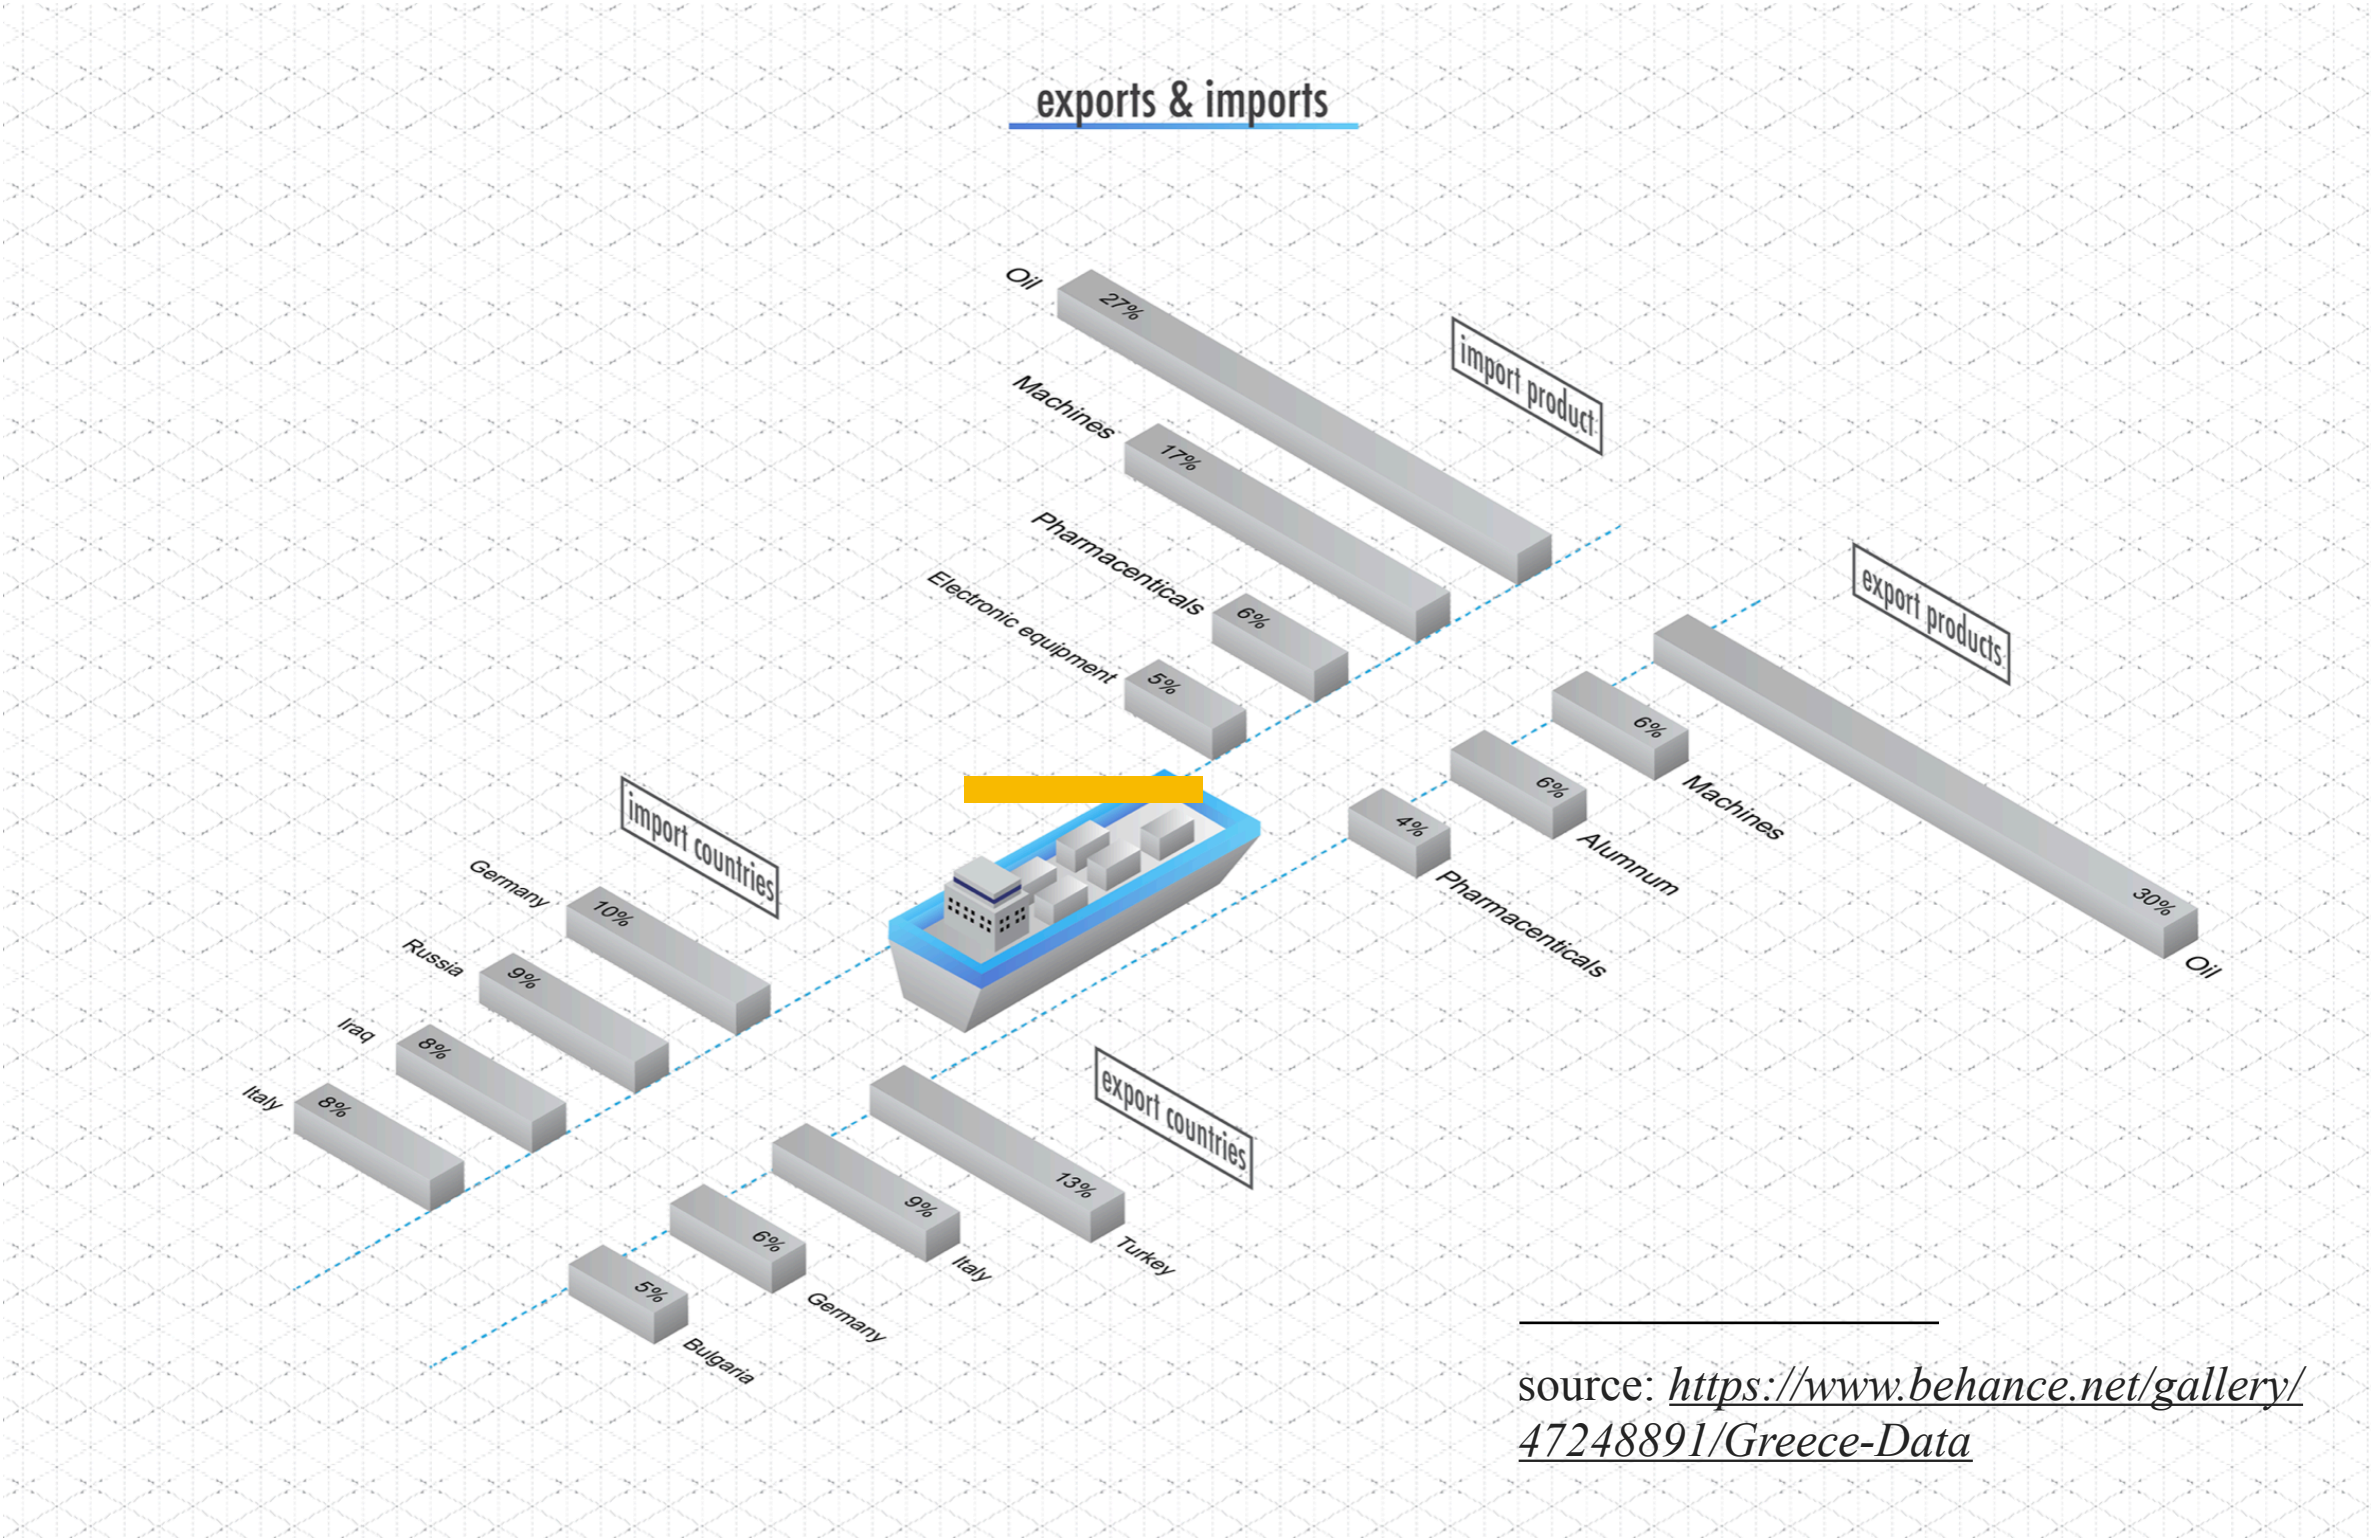 exports & imports
Oil
27%
import product
Machines
17%
Pharmacenticals
6%
Electronic equipment
5%
export products
6%
Machines
6%
Alumnum
4%
Pharmacenticals
30%
Oil
import countries
Germany
10%
Russia
9%
Iraq
8%
Italy
8%
export countries
13%
Turkey
9%
Italy
6%
Germany
5%
Bulgaria
source: https://www.behance.net/gallery/
47248891/Greece-Data